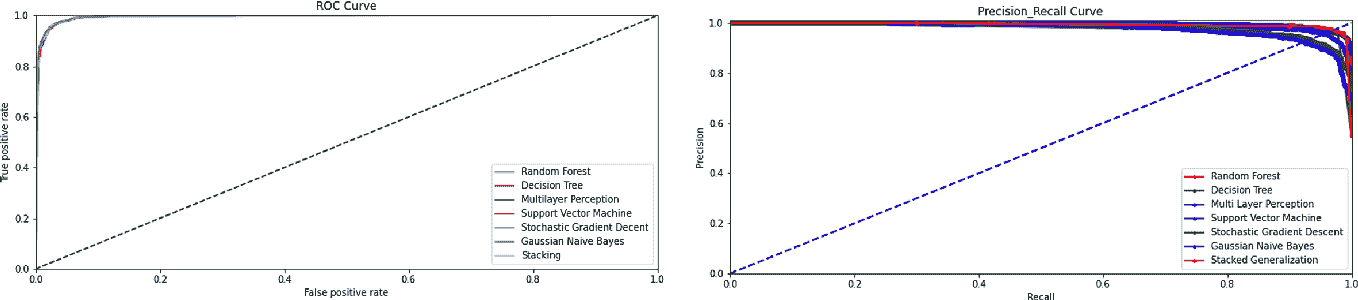 ROC Curve
1.0
0.8
0.6
0.4
0.2
0.0
True positive rate
Random Forest
Decision Tree
Multilayer Perception
Support Vector Machine
Stochastic Gradient Decent
Gaussian Naive Bayes
Stacking
0.0 0.2 0.4 0.6 0.8 1.0
False positive rate
Precision_Recall Curve
1.0
0.8
0.6
0.4
0.2
0.0
Precision
Random Forest
Decision Tree
Multi Layer Perception
Support Vector Machine
Stochastic Gradient Descent
Gaussian Naive Bayes
Stacked Generalization
0.0 0.2 0.4 0.6 0.8 1.0
Recall